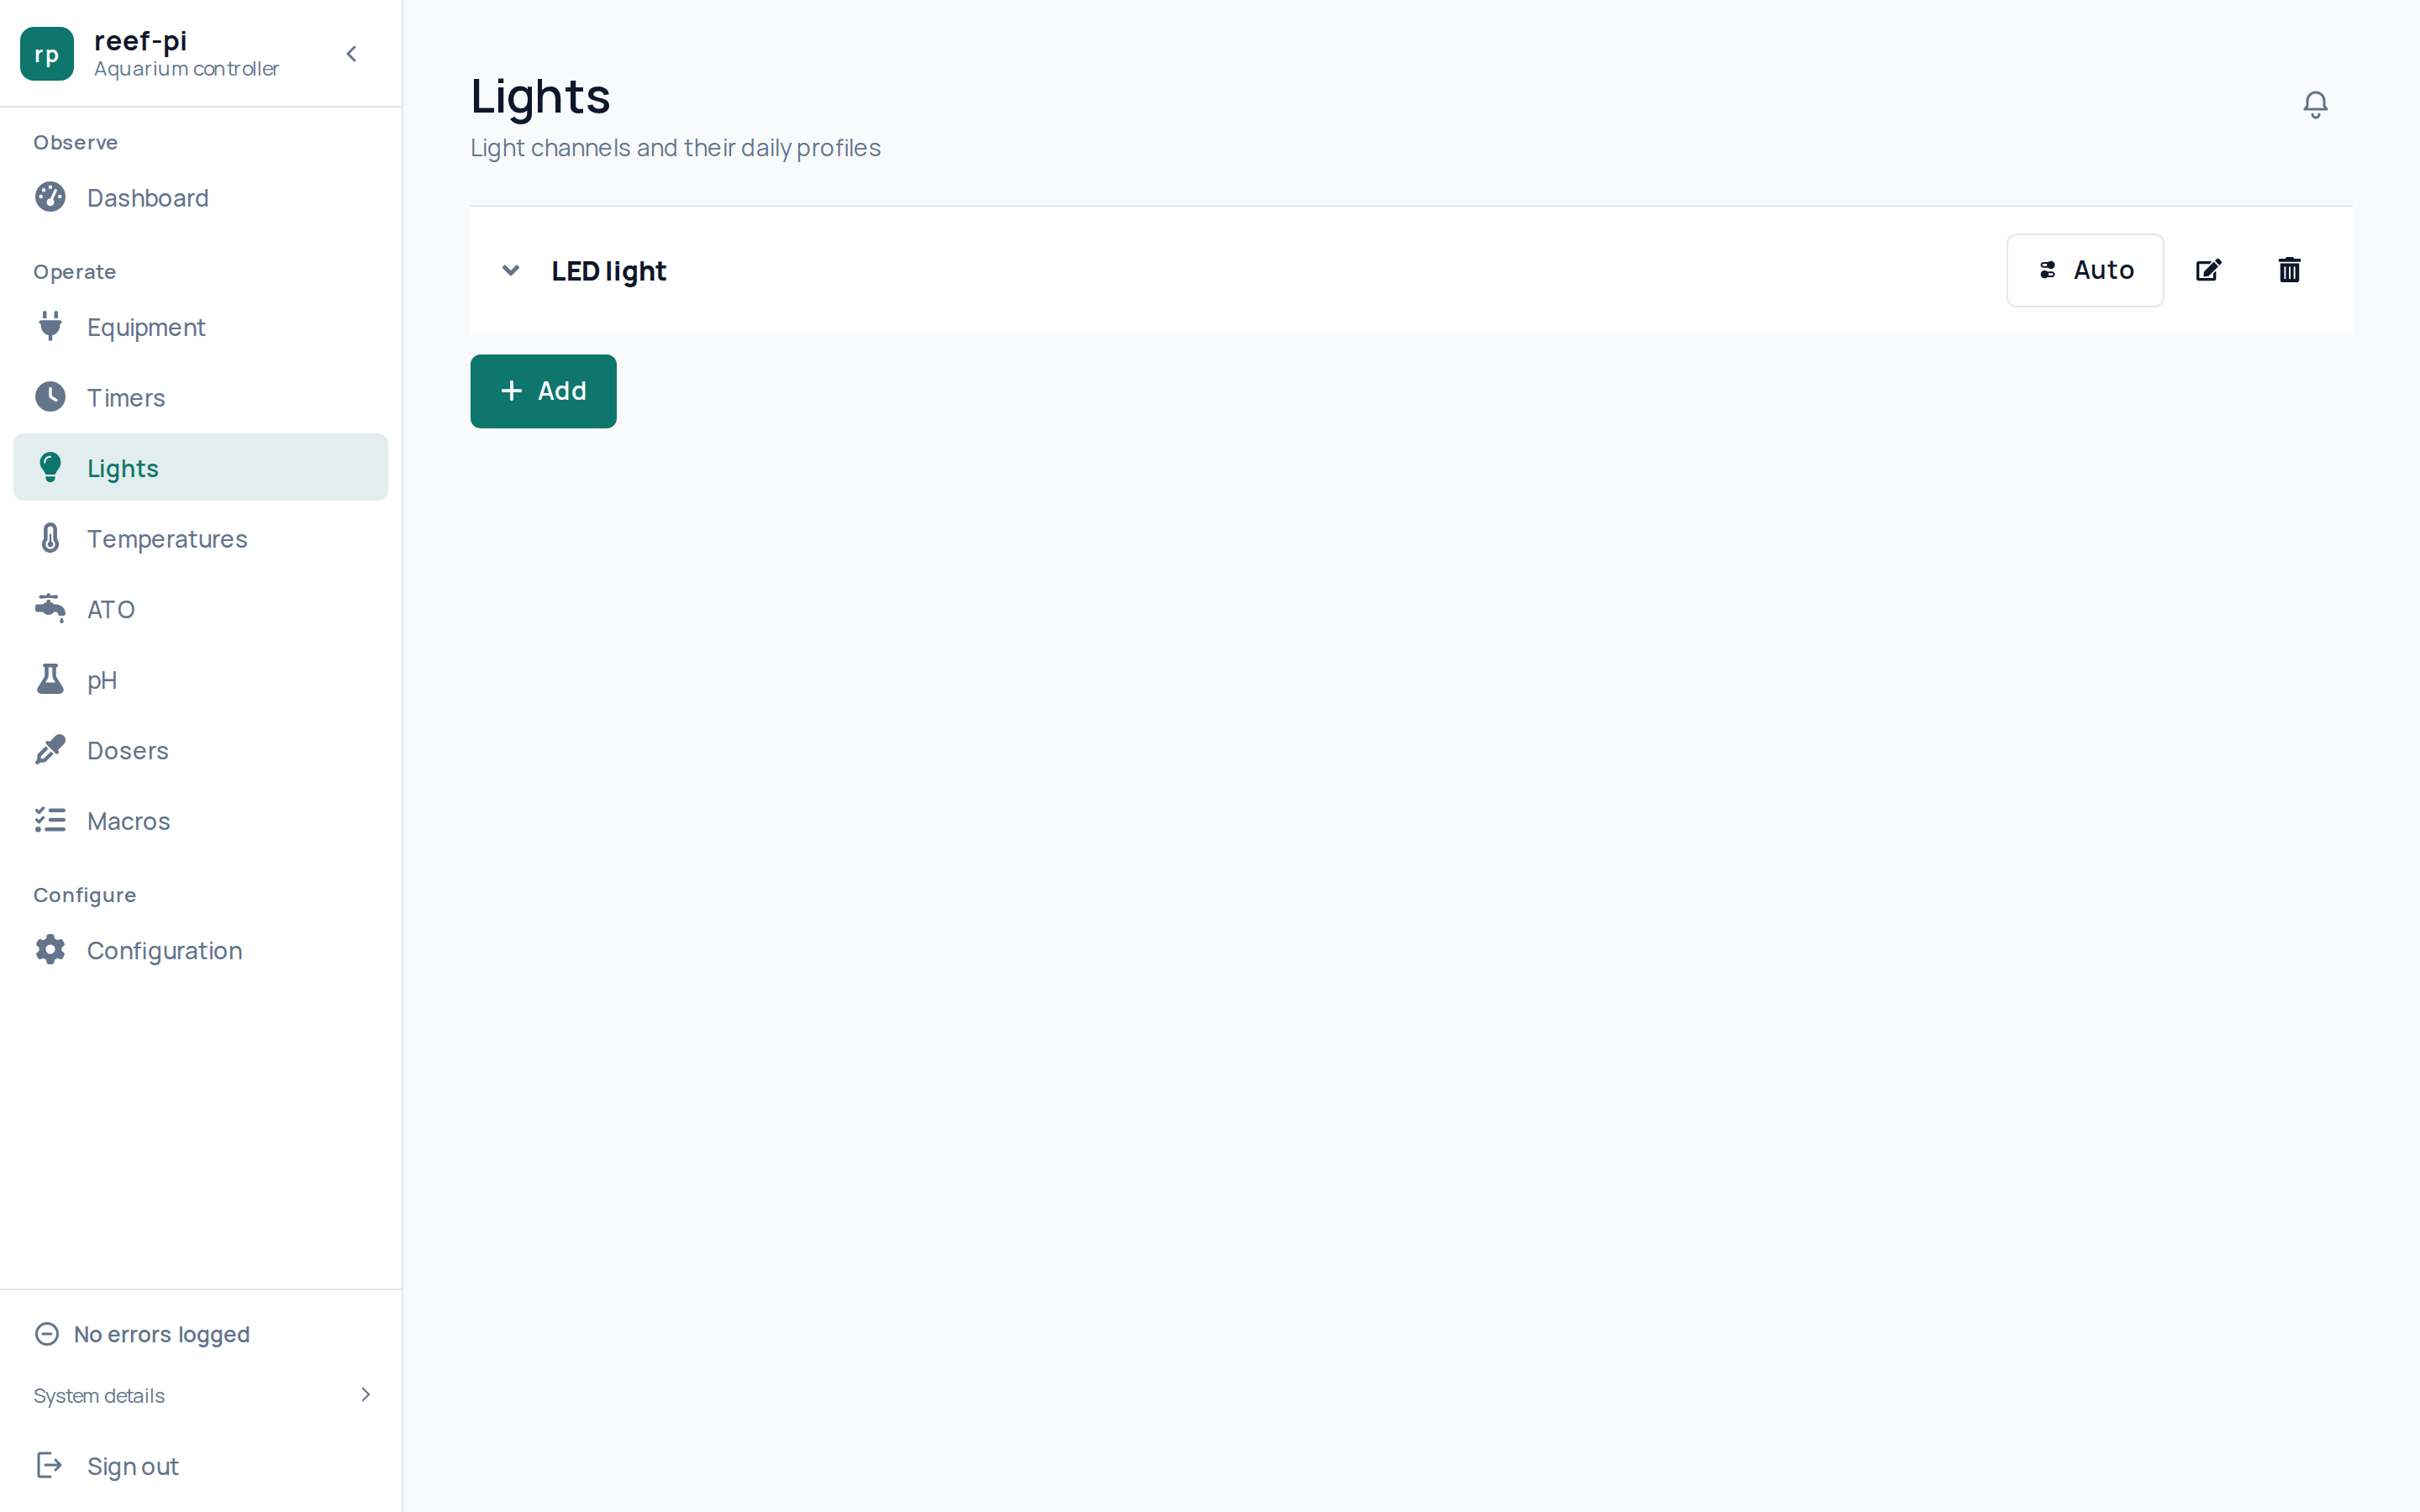 rp
reef-pi
Aquarium controller
Observe
Dashboard
Operate
Equipment
Timers
Lights
Temperatures
ATO
pH
Dosers
Macros
Configure
Configuration
No errors logged
System details
Sign out
Lights
Light channels and their daily profiles
LED light
Auto
Add